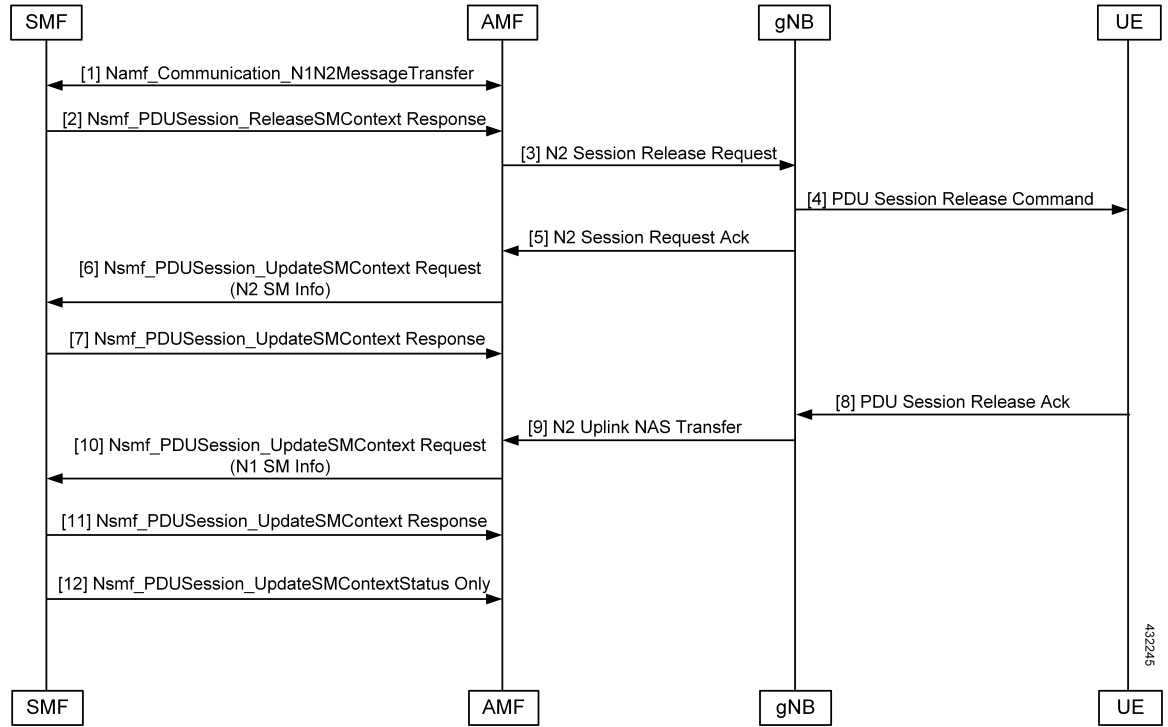 SMF
AMF
gNB
UE
[1] Namf_Communication_N1N2MessageTransfer
[2] Nsmf_PDUSession_ReleaseSMContext Response
[3] N2 Session Release Request
[4] PDU Session Release Command
[5] N2 Session Request Ack
[6] Nsmf_PDUSession_UpdateSMContext Request
(N2 SM Info)
[7] Nsmf_PDUSession_UpdateSMContext Response
[8] PDU Session Release Ack
[9] N2 Uplink NAS Transfer
[10] Nsmf_PDUSession_UpdateSMContext Request
(N1 SM Info)
[11] Nsmf_PDUSession_UpdateSMContext Response
[12] Nsmf_PDUSession_UpdateSMContextStatus Only
432245
SMF
AMF
gNB
UE